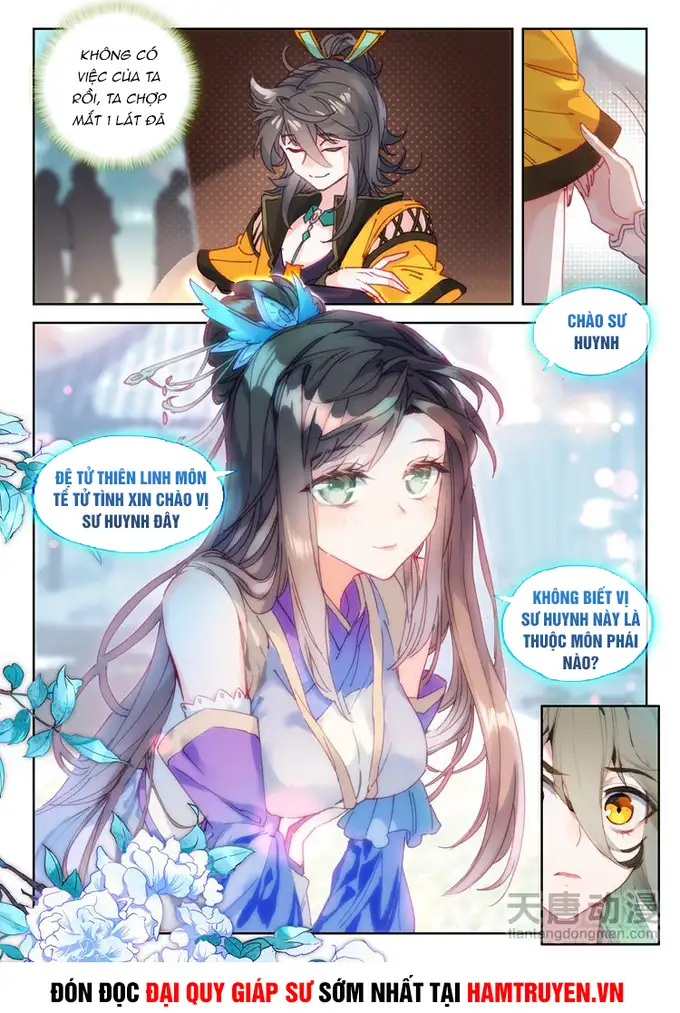 KHÔNG CÓ
VIỆC CỦA TA
RỒI, TA CHỢP
MẮT 1 LÁT ĐÃ
CHÀO SƯ
HUYNH
ĐỆ TỬ THIÊN LINH MÔN
TỀ TỬ TÌNH XIN CHÀO VỊ
SƯ HUYNH ĐÂY
KHÔNG BIẾT VỊ
SƯ HUYNH NÀY LÀ
THUỘC MÔN PHÁI
NÀO?
天唐动漫
tiantangdongman.com
ĐÓN ĐỌC ĐẠI QUY GIÁP SƯ SỚM NHẤT TẠI HAMTRUYEN.VN